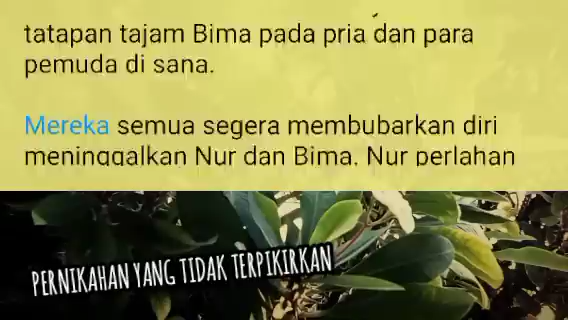 tatapan tajam Bima pada pria dan para
pemuda di sana.
Mereka semua segera membubarkan diri
meninggalkan Nur dan Bima. Nur perlahan
PERNIKAHAN YANG TIDAK TERPIKIRKAN